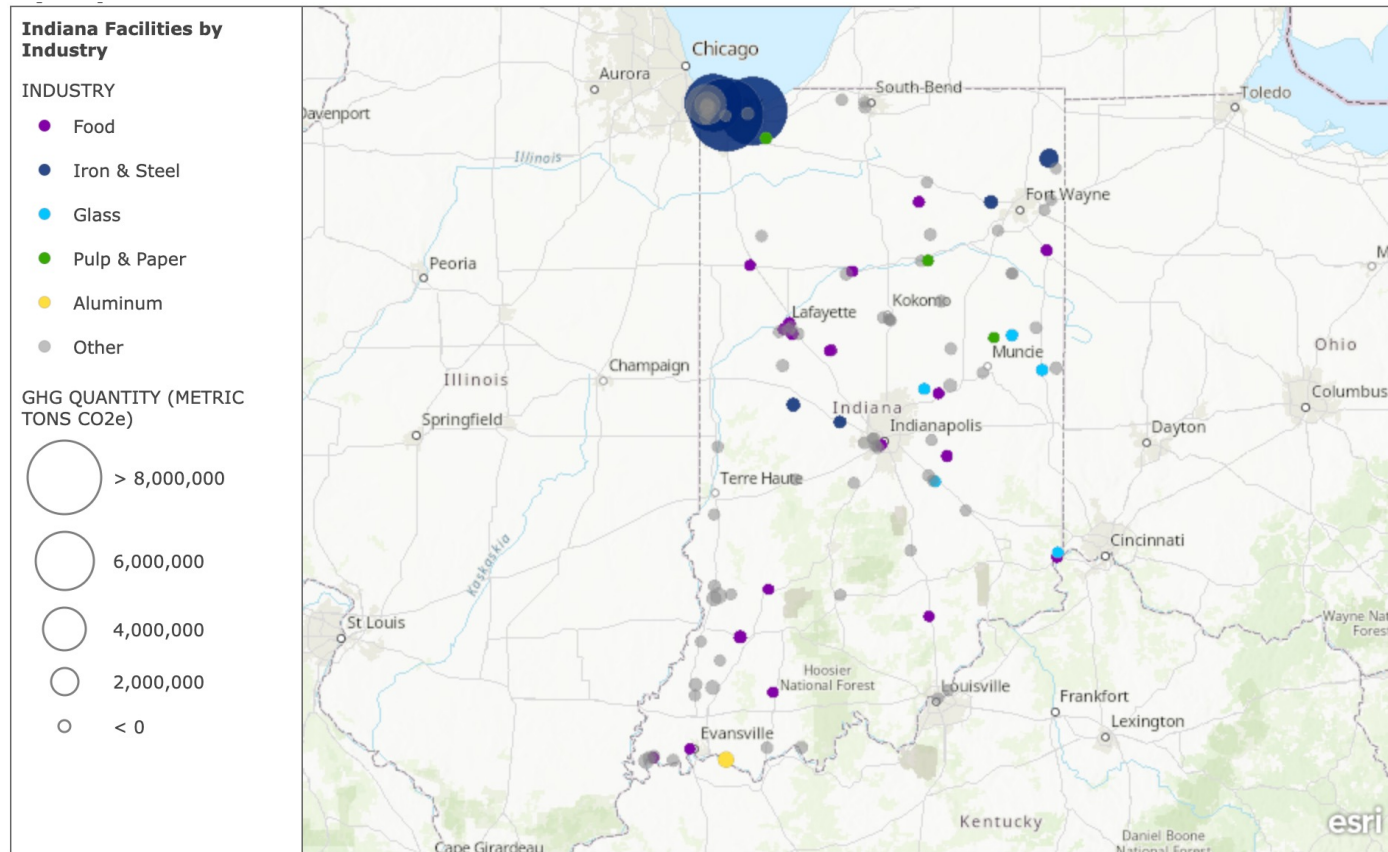 Indiana Facilities by
Industry
INDUSTRY
Food
Iron & Steel
Glass
Pulp & Paper
Aluminum
Other
GHG QUANTITY (METRIC
TONS CO2e)
> 8,000,000
6,000,000
4,000,000
2,000,000
< 0
Chicago
Aurora
South Bend
Toledo
Davenport
Illinois
Fort Wayne
Peoria
M
Lafayette
Kokomo
Ohio
Muncie
Champaign
Illinois
Columbus
Indiana
Springfield
Indianapolis
Dayton
Terre Haute
Cincinnati
Kaskaskia
St Louis
Wayne Nat
Forest
Hoosier
National Forest
Louisville
Frankfort
Lexington
Evansville
Kentucky
esri
Daniel Boone
National Forest
Cape Girardeau